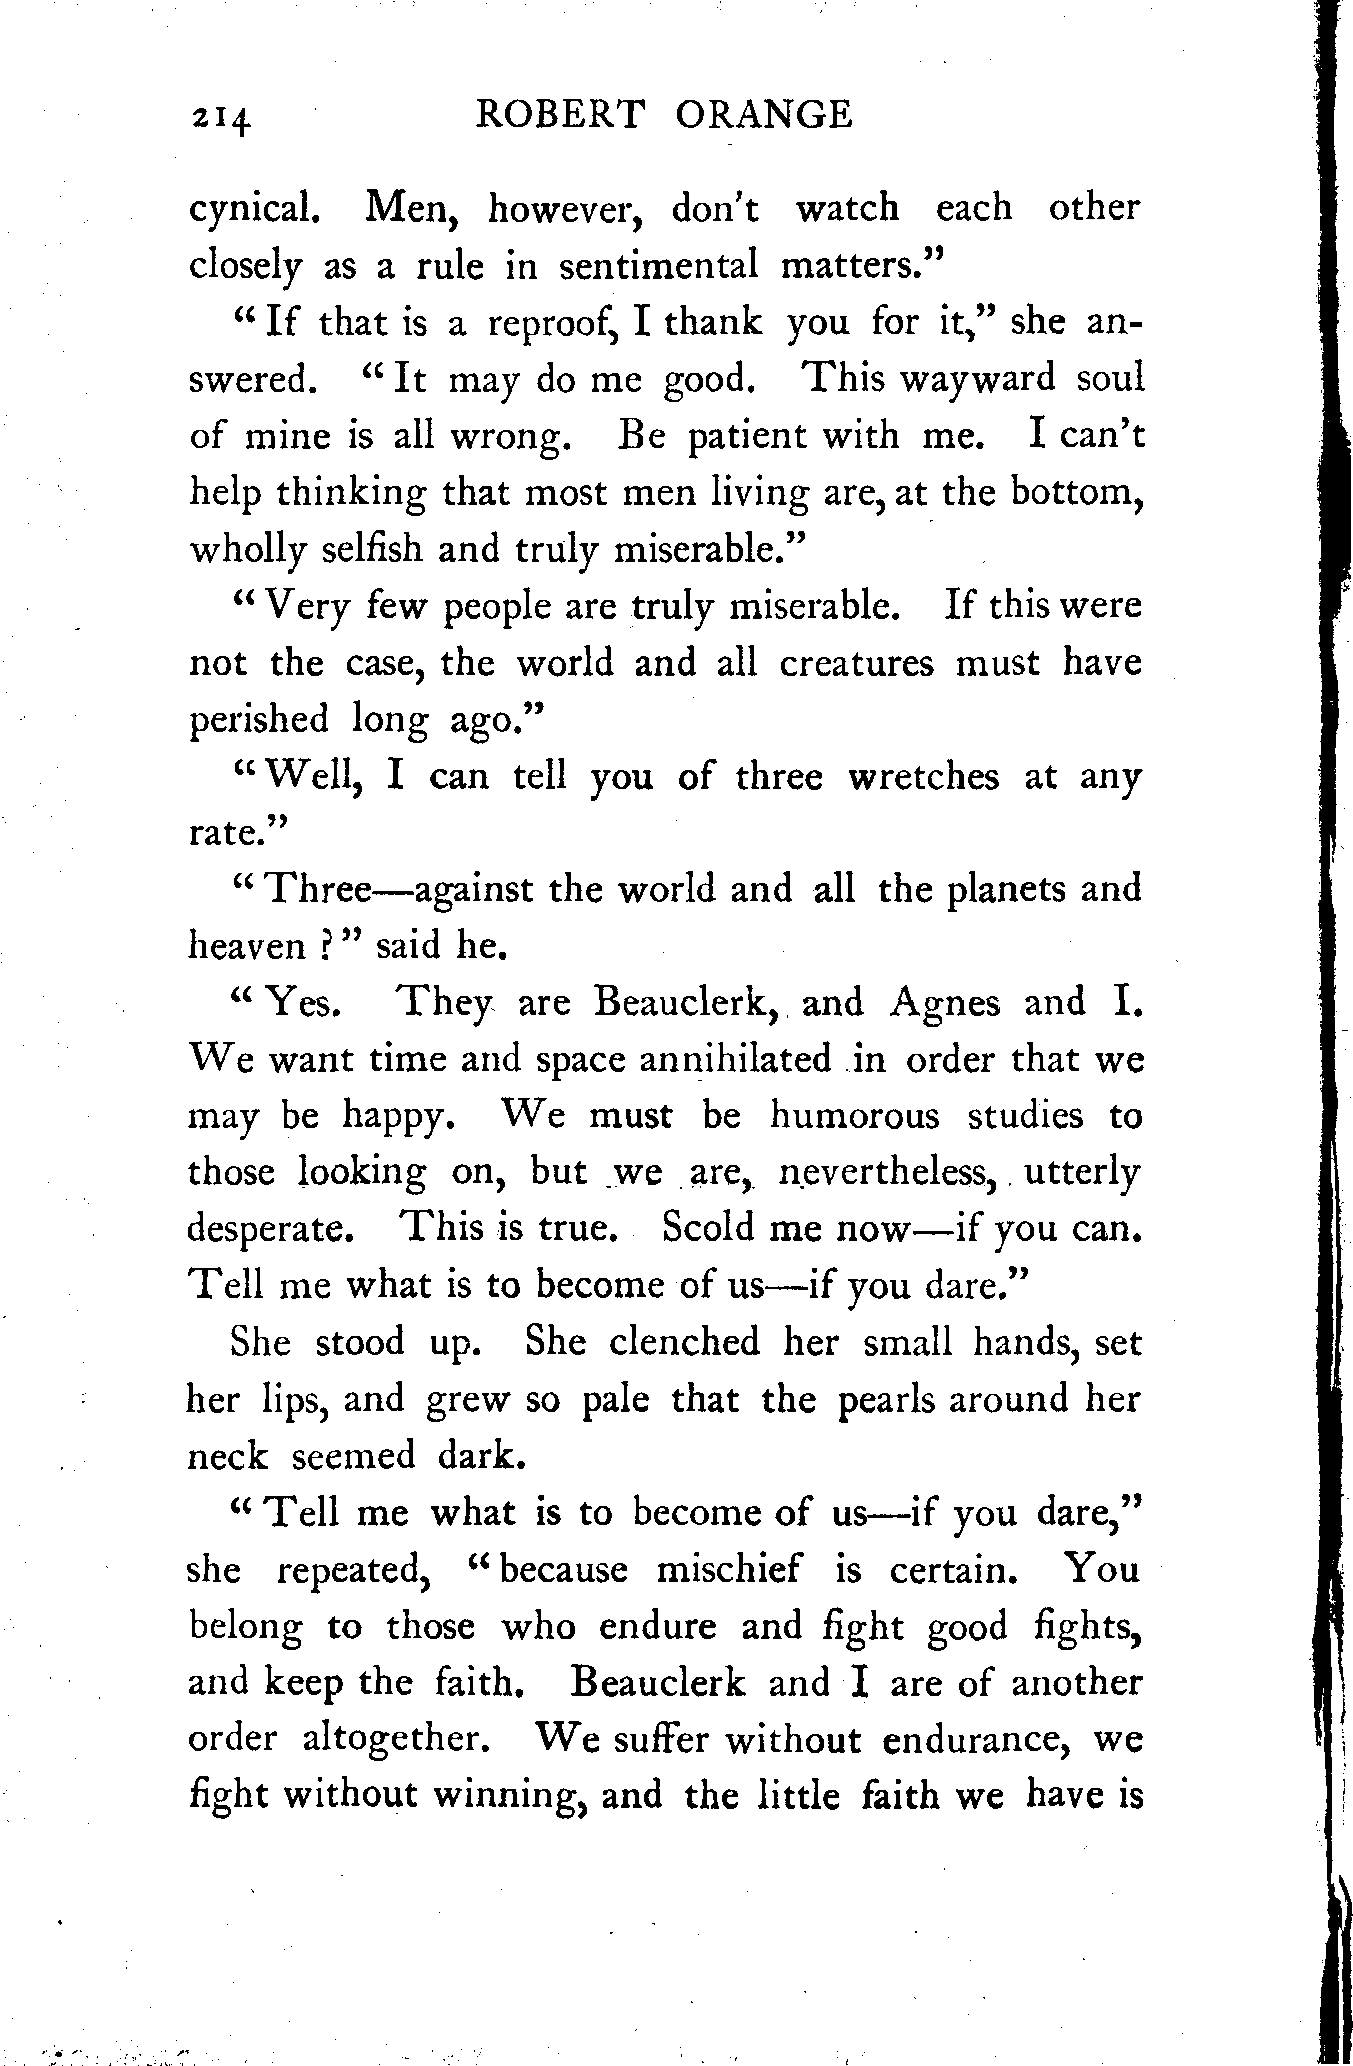 214 ROBERT ORANGE
cynical. Men, however, don't watch each other
closely as a rule in sentimental matters.”
“If that is a reproof, I thank you for it,” she an-
swered. “It may do me good. This wayward soul
of mine is all wrong. Be patient with me. I can't
help thinking that most men living are, at the bottom,
wholly selfish and truly miserable.”
“Very few people are truly miserable. If this were
not the case, the world and all creatures must have
perished long ago.”
“Well, I can tell you of three wretches at any
rate.”
“Three—against the world and all the planets and
heaven?” said he.
“Yes. They are Beauclerk, and Agnes and I.
We want time and space annihilated in order that we
may be happy. We must be humorous studies to
those looking on, but we are, nevertheless, utterly
desperate. This is true. Scold me now—if you can.
Tell me what is to become of us—if you dare.”
She stood up. She clenched her small hands, set
her lips, and grew so pale that the pearls around her
neck seemed dark.
“Tell me what is to become of us—if you dare,”
she repeated, “because mischief is certain. You
belong to those who endure and fight good fights,
and keep the faith. Beauclerk and I are of another
order altogether. We suffer without endurance, we
fight without winning, and the little faith we have is